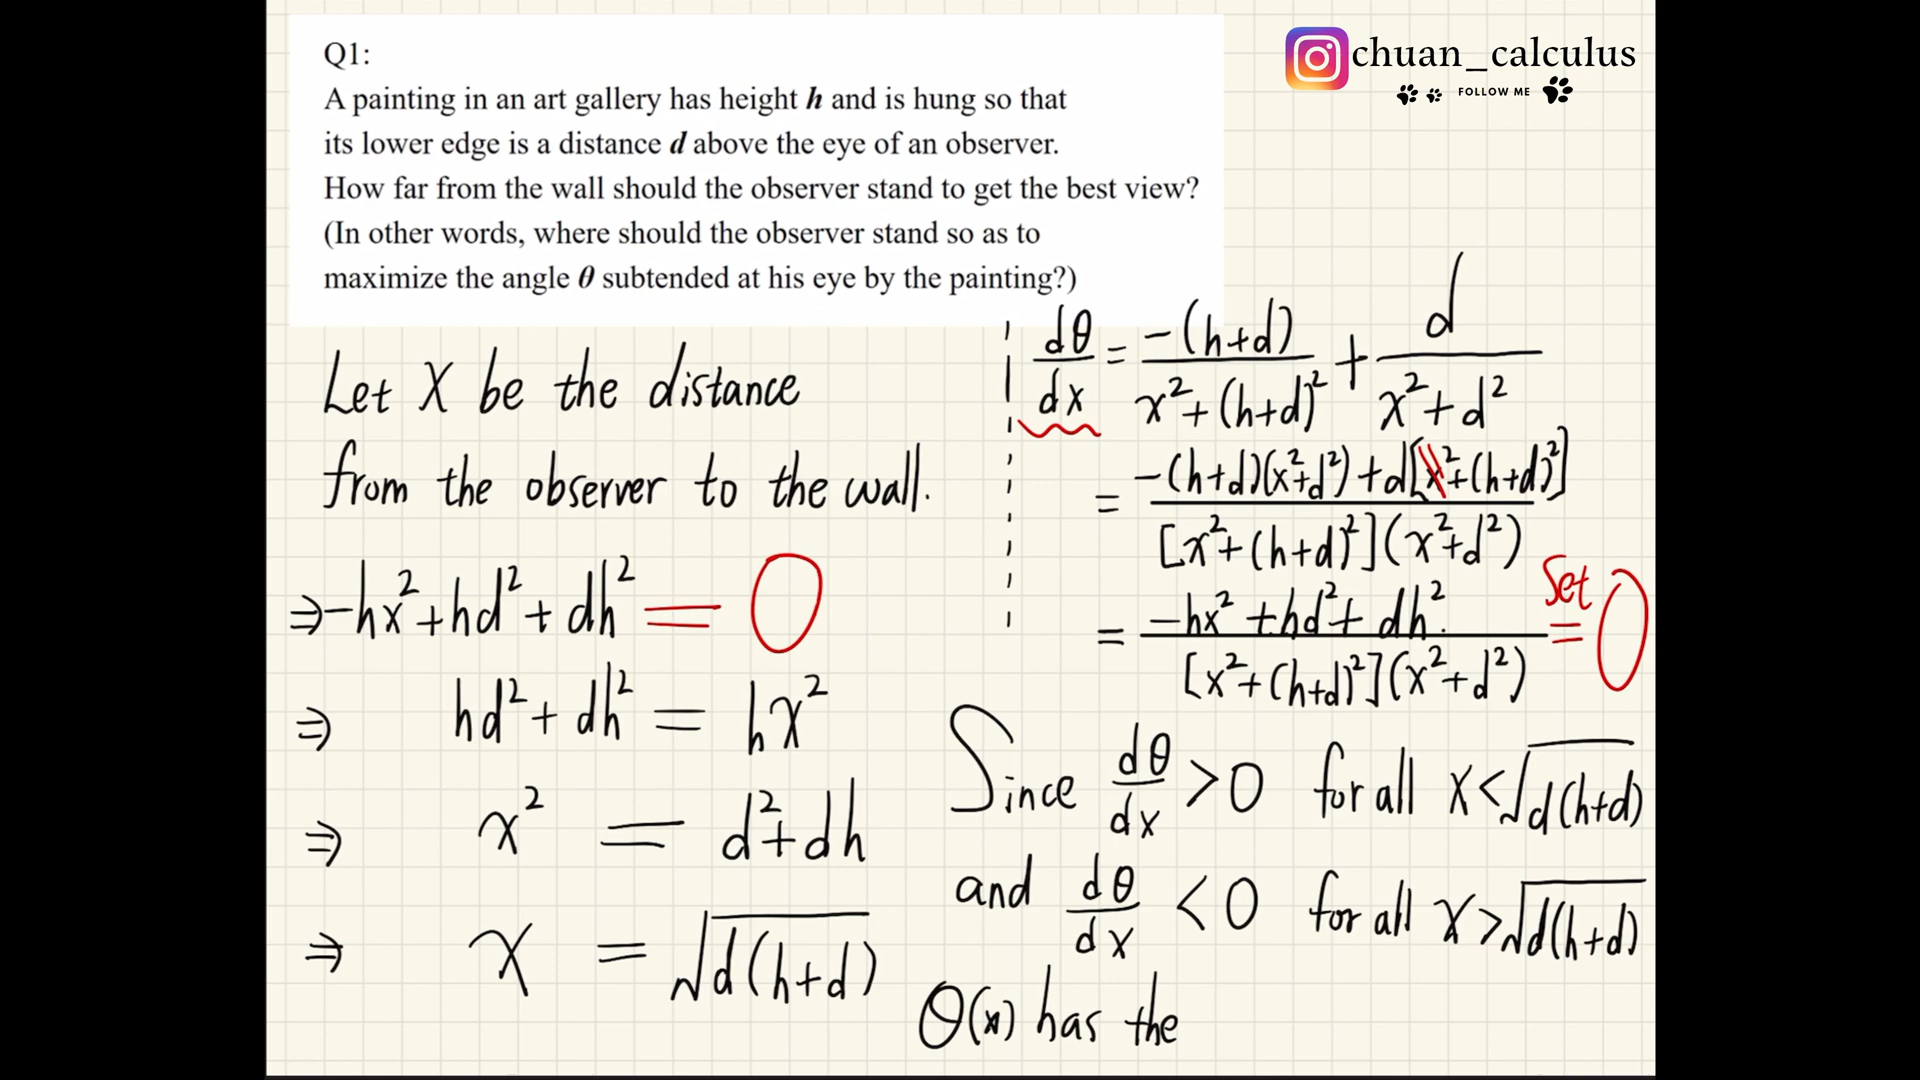 Q1:
A painting in an art gallery has height h and is hung so that
its lower edge is a distance d above the eye of an observer.
How far from the wall should the observer stand to get the best view?
(In other words, where should the observer stand so as to
maximize the angle θ subtended at his eye by the painting?)
chuan_calculus
FOLLOW ME
Let x be the distance
from the observer to the wall.
⇒ -hx²+hd²+dh² = 0
⇒ hd²+dh² = hx²
⇒ x² = d²+dh
⇒ x = √d(h+d)
dθ/dx = -(h+d)/x²+(h+d)² + d/x²+d²
= -(h+d)(x²+d²)+d[x²+(h+d)²]/[x²+(h+d)²](x²+d²)
= -hx²+hd²+dh²/[x²+(h+d)²](x²+d²) Set = 0
Since dθ/dx >0 for all x<√d(h+d)
and dθ/dx <0 for all x>√d(h+d)
θ(x) has the